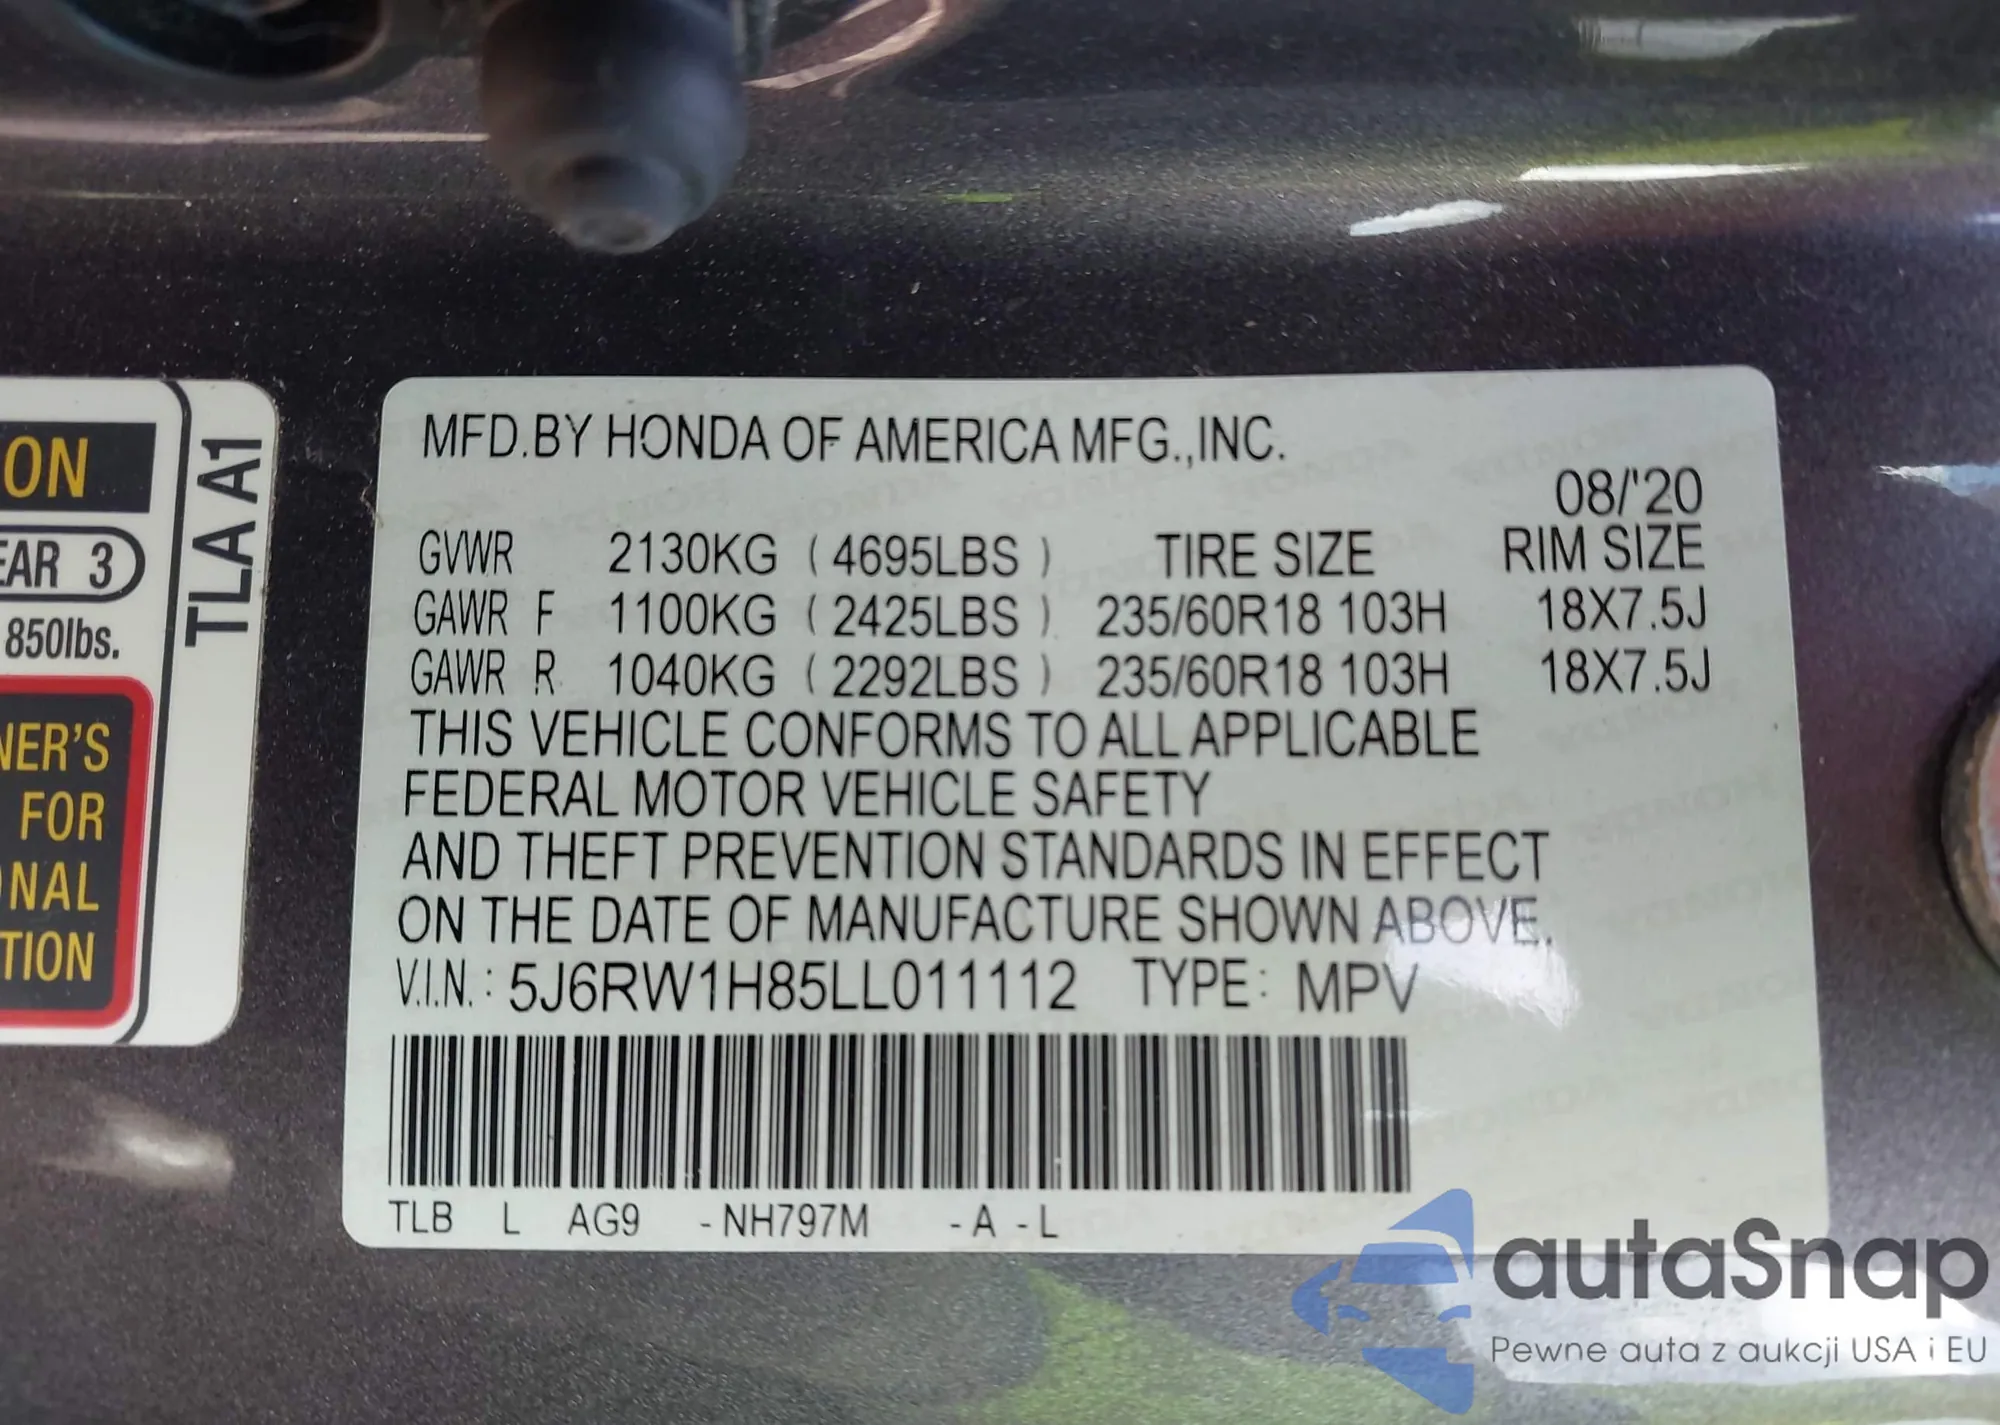 MFD.BY HONDA OF AMERICA MFG.,INC.
08/'20
GVWR 2130KG ( 4695LBS ) TIRE SIZE RIM SIZE
GAWR F 1100KG ( 2425LBS ) 235/60R18 103H 18X7.5J
GAWR R 1040KG ( 2292LBS ) 235/60R18 103H 18X7.5J
THIS VEHICLE CONFORMS TO ALL APPLICABLE
FEDERAL MOTOR VEHICLE SAFETY
AND THEFT PREVENTION STANDARDS IN EFFECT
ON THE DATE OF MANUFACTURE SHOWN ABOVE.
V.I.N. : 5J6RW1H85LL011112 TYPE : MPV
TLB L AG9 - NH797M - A - L
ON
EAR 3
850lbs.
NER'S
FOR
ONAL
TION
TLA A1
autaSnap
Pewne auta z aukcji USA i EU